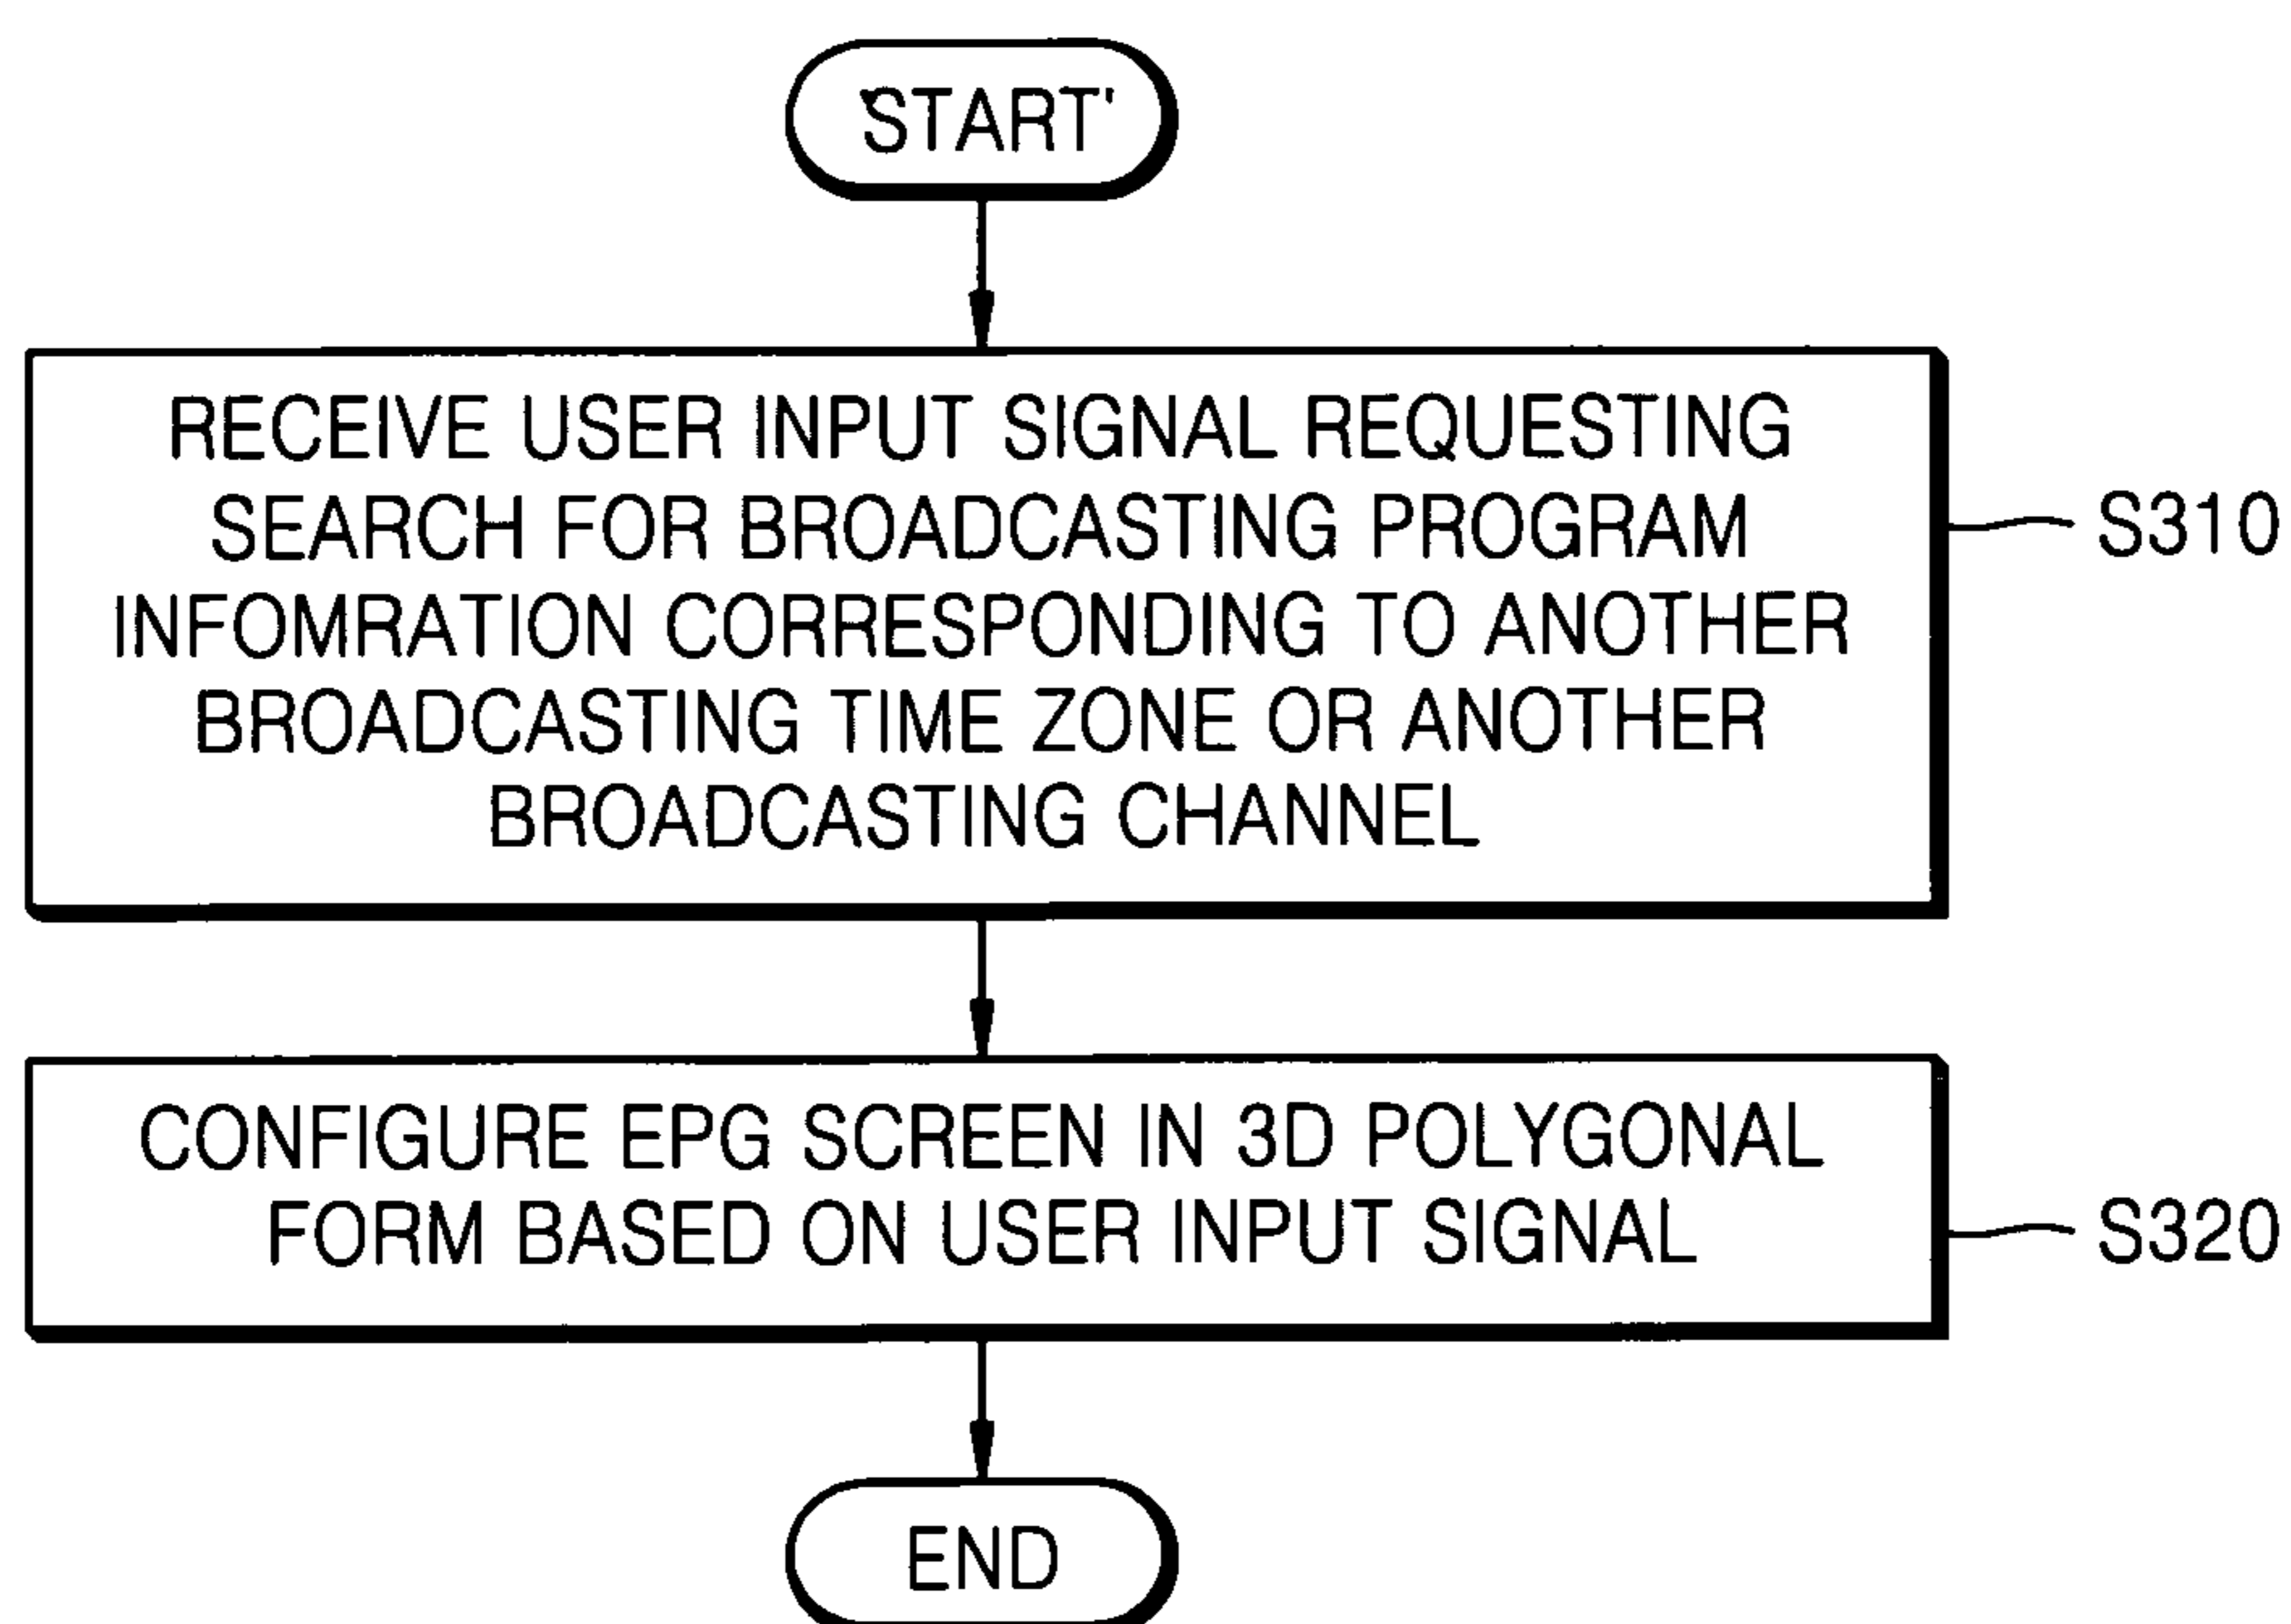 'START'
RECEIVE USER INPUT SIGNAL REQUESTING
SEARCH FOR BROADCASTING PROGRAM
INFOMRATION CORRESPONDING TO ANOTHER
BROADCASTING TIME ZONE OR ANOTHER
BROADCASTING CHANNEL
S310
CONFIGURE EPG SCREEN IN 3D POLYGONAL
FORM BASED ON USER INPUT SIGNAL
S320
END